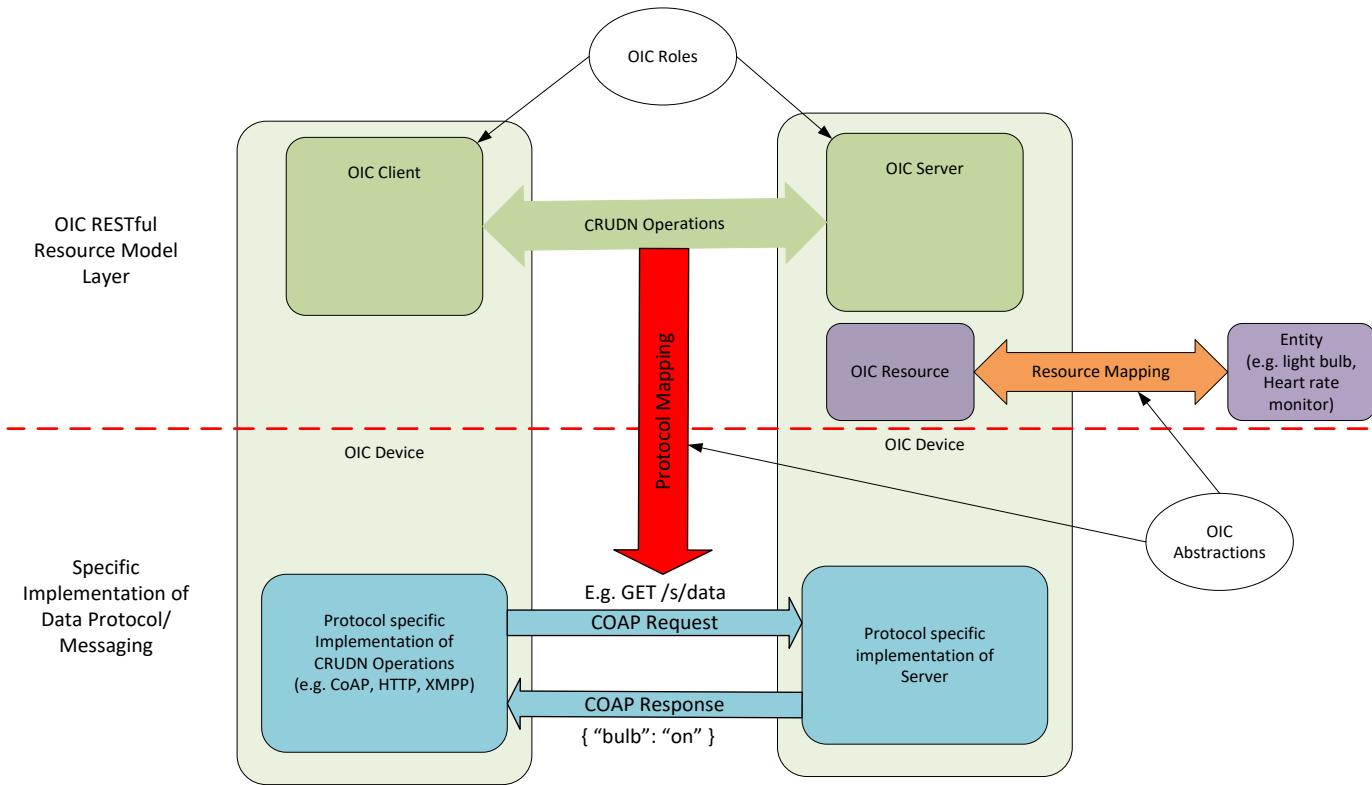 OIC Roles
OIC Client
OIC Server
CRUDN Operations
OIC RESTful
Resource Model
Layer
Protocol Mapping
OIC Resource
Resource Mapping
Entity
(e.g. light bulb,
Heart rate
monitor)
OIC Device
OIC Device
OIC
Abstractions
Specific
Implementation of
Data Protocol/
Messaging
E.g. GET /s/data
COAP Request
Protocol specific
Implementation of
CRUDN Operations
(e.g. CoAP, HTTP, XMPP)
Protocol specific
implementation of
Server
COAP Response
{ “bulb”: “on” }